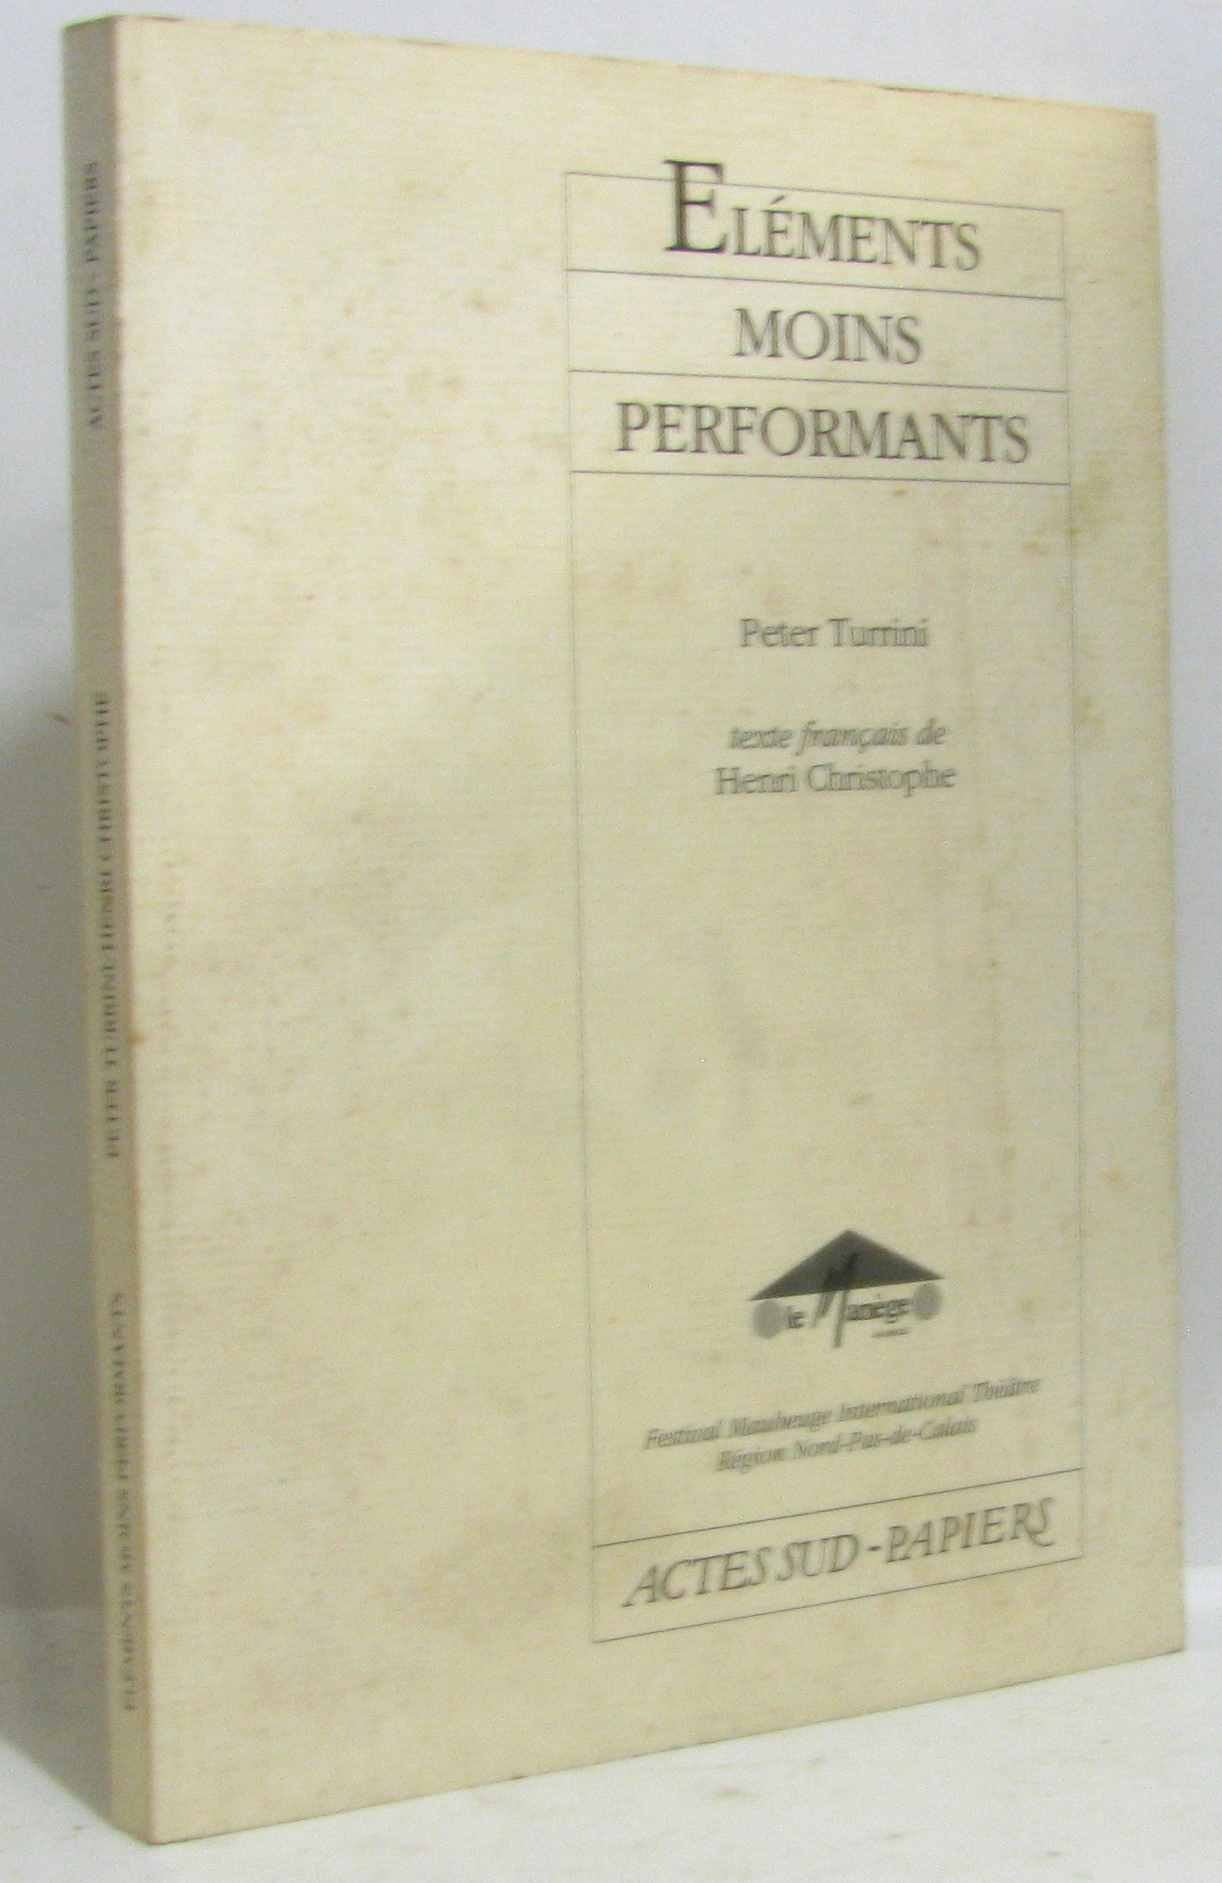 ELÉMENTS
MOINS
PERFORMANTS
Peter Turrini
texte français de
Henri Christophe
le Manège
Festival Maubeuge International Théâtre
Région Nord-Pas-de-Calais
ACTES SUD-PAPIERS
ELÉMENTS MOINS PERFORMANTS
PETER TURRINI/HENRI CHRISTOPHE
ACTES SUD - PAPIERS